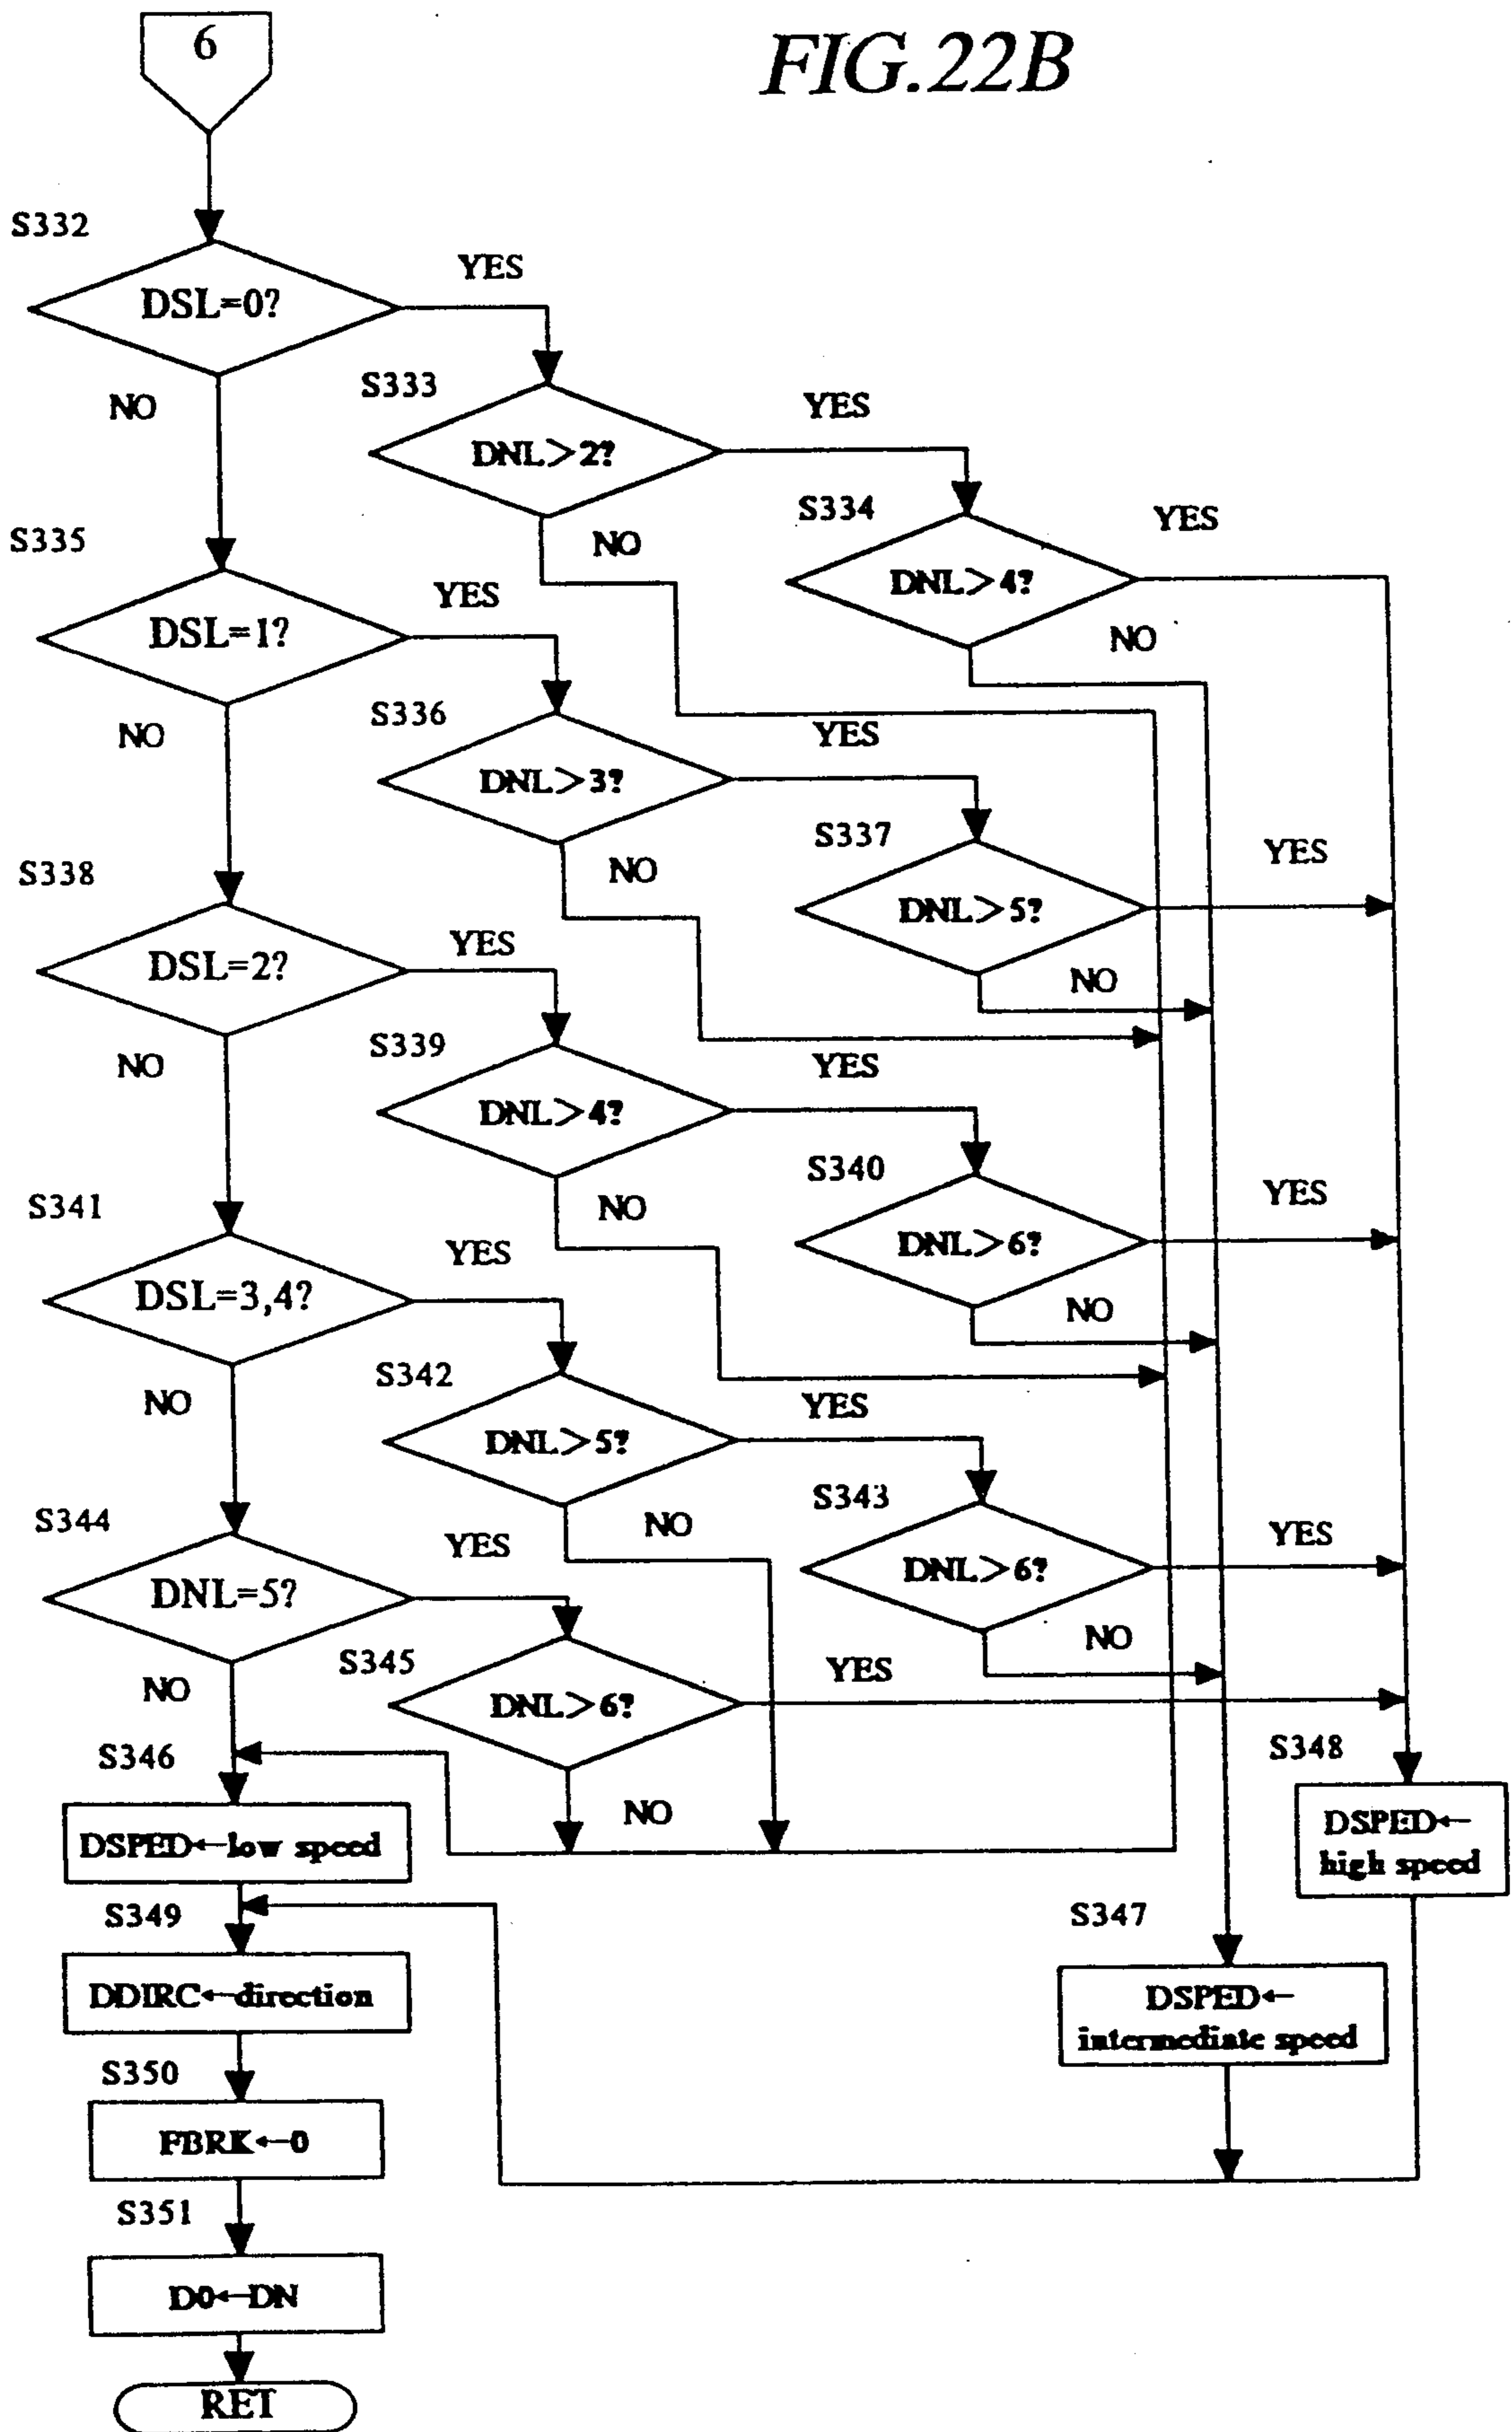 FIG.22B
6
S332
DSL=0?
YES
NO
S333
DNL>2?
YES
NO
S334
DNL>4?
YES
NO
S335
DSL=1?
YES
NO
S336
DNL>3?
YES
NO
S337
DNL>5?
YES
NO
S338
DSL=2?
YES
NO
S339
DNL>4?
YES
NO
S340
DNL>6?
YES
NO
S341
DSL=3,4?
YES
NO
S342
DNL>5?
YES
NO
S343
DNL>6?
YES
NO
S344
DNL=5?
YES
NO
S345
DNL>6?
YES
NO
S346
DSPED←low speed
S348
DSPED←
high speed
S347
DSPED←
intermediate speed
S349
DDIRC←direction
S350
FBRK←0
S351
D0←DN
RET